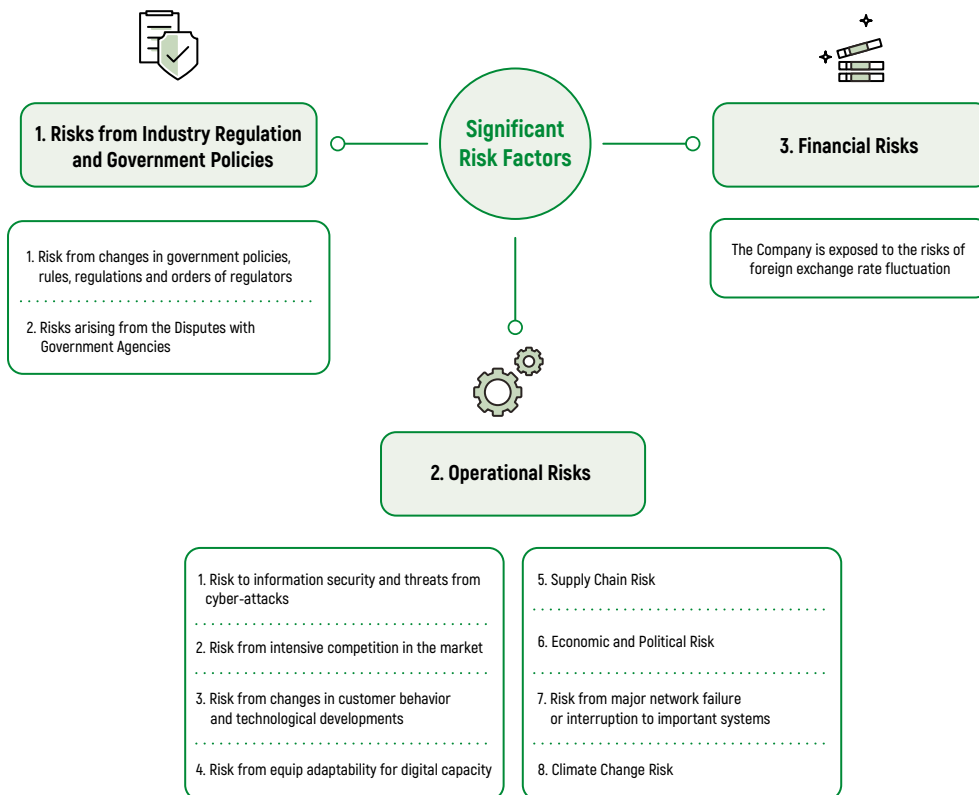 Significant
Risk Factors
1. Risks from Industry Regulation
and Government Policies
1. Risk from changes in government policies,
rules, regulations and orders of regulators
2. Risks arising from the Disputes with
Government Agencies
3. Financial Risks
The Company is exposed to the risks of
foreign exchange rate fluctuation
2. Operational Risks
1. Risk to information security and threats from
cyber-attacks
2. Risk from intensive competition in the market
3. Risk from changes in customer behavior
and technological developments
4. Risk from equip adaptability for digital capacity
5. Supply Chain Risk
6. Economic and Political Risk
7. Risk from major network failure
or interruption to important systems
8. Climate Change Risk